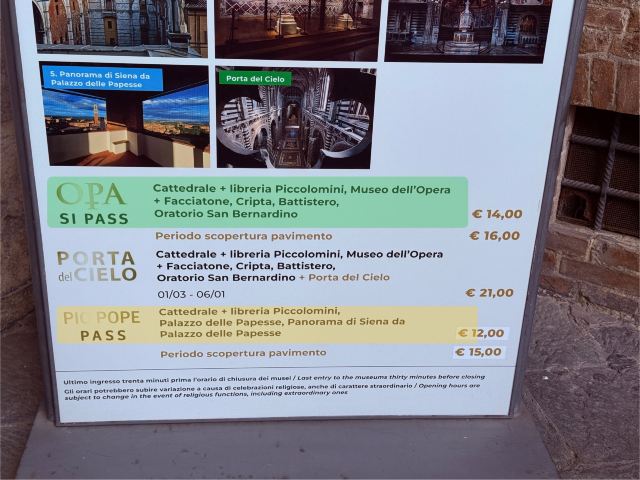 5. Panorama di Siena da
Palazzo delle Papesse
Porta del Cielo
OPA
SI PASS
Cattedrale + libreria Piccolomini, Museo dell'Opera
+ Facciatone, Cripta, Battistero,
Oratorio San Bernardino
€ 14,00
Periodo scopertura pavimento
€ 16,00
PORTA
del CIELO
Cattedrale + libreria Piccolomini, Museo dell'Opera
+ Facciatone, Cripta, Battistero,
Oratorio San Bernardino + Porta del Cielo
01/03 - 06/01
€ 21,00
PIO POPE
PASS
Cattedrale + libreria Piccolomini,
Palazzo delle Papesse, Panorama di Siena da
Palazzo delle Papesse
€ 12,00
Periodo scopertura pavimento
€ 15,00
Ultimo ingresso trenta minuti prima l'orario di chiusura dei musei / Last entry to the museums thirty minutes before closing
Gli orari potrebbero subire variazione a causa di celebrazioni religiose, anche di carattere straordinario / Opening hours are
subject to change in the event of religious functions, including extraordinary ones